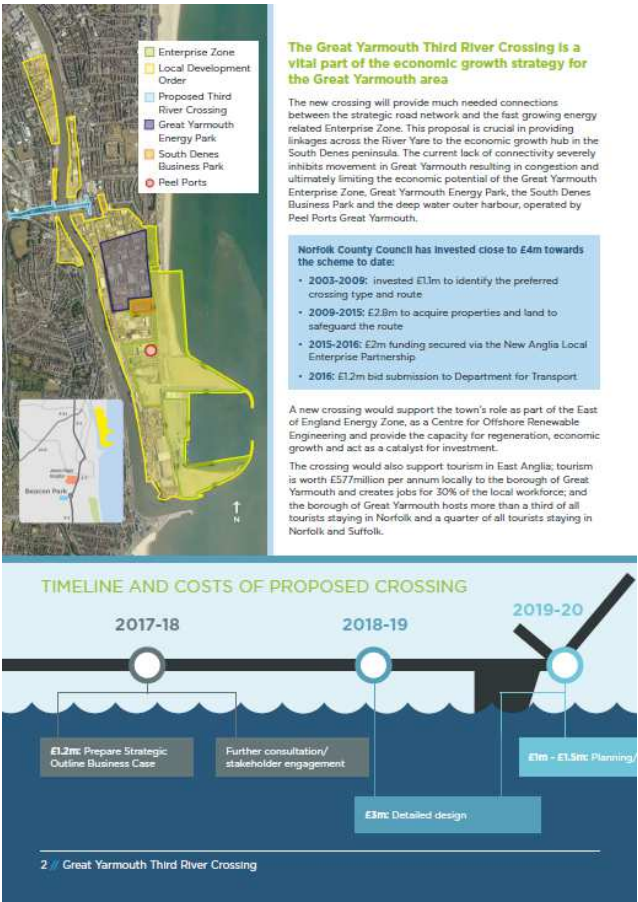 Enterprise Zone
Local Development
Order
Proposed Third
River Crossing
Great Yarmouth
Energy Park
South Denes
Business Park
Peel Ports
Beacon Park
N
The Great Yarmouth Third River Crossing is a
vital part of the economic growth strategy for
the Great Yarmouth area
The new crossing will provide much needed connections
between the strategic road network and the fast growing energy
related Enterprise Zone. This proposal is crucial in providing
linkages across the River Yare to the economic growth hub in the
South Denes peninsula. The current lack of connectivity severely
inhibits movement in Great Yarmouth resulting in congestion and
ultimately limiting the economic potential of the Great Yarmouth
Enterprise Zone, Great Yarmouth Energy Park, the South Denes
Business Park and the deep water outer harbour, operated by
Peel Ports Great Yarmouth.
Norfolk County Council has invested close to £4m towards
the scheme to date:
• 2003-2009: invested £1.1m to identify the preferred
crossing type and route
• 2009-2015: £2.8m to acquire properties and land to
safeguard the route
• 2015-2016: £2m funding secured via the New Anglia Local
Enterprise Partnership
• 2016: £1.2m bid submission to Department for Transport
A new crossing would support the town's role as part of the East
of England Energy Zone, as a Centre for Offshore Renewable
Engineering and provide the capacity for regeneration, economic
growth and act as a catalyst for investment.
The crossing would also support tourism in East Anglia; tourism
is worth £577million per annum locally to the borough of Great
Yarmouth and creates jobs for 30% of the local workforce; and
the borough of Great Yarmouth hosts more than a third of all
tourists staying in Norfolk and a quarter of all tourists staying in
Norfolk and Suffolk.
TIMELINE AND COSTS OF PROPOSED CROSSING
2017-18
2018-19
2019-20
£1.2m: Prepare Strategic
Outline Business Case
Further consultation/
stakeholder engagement
£1m - £1.5m: Planning/
£3m: Detailed design
2 // Great Yarmouth Third River Crossing